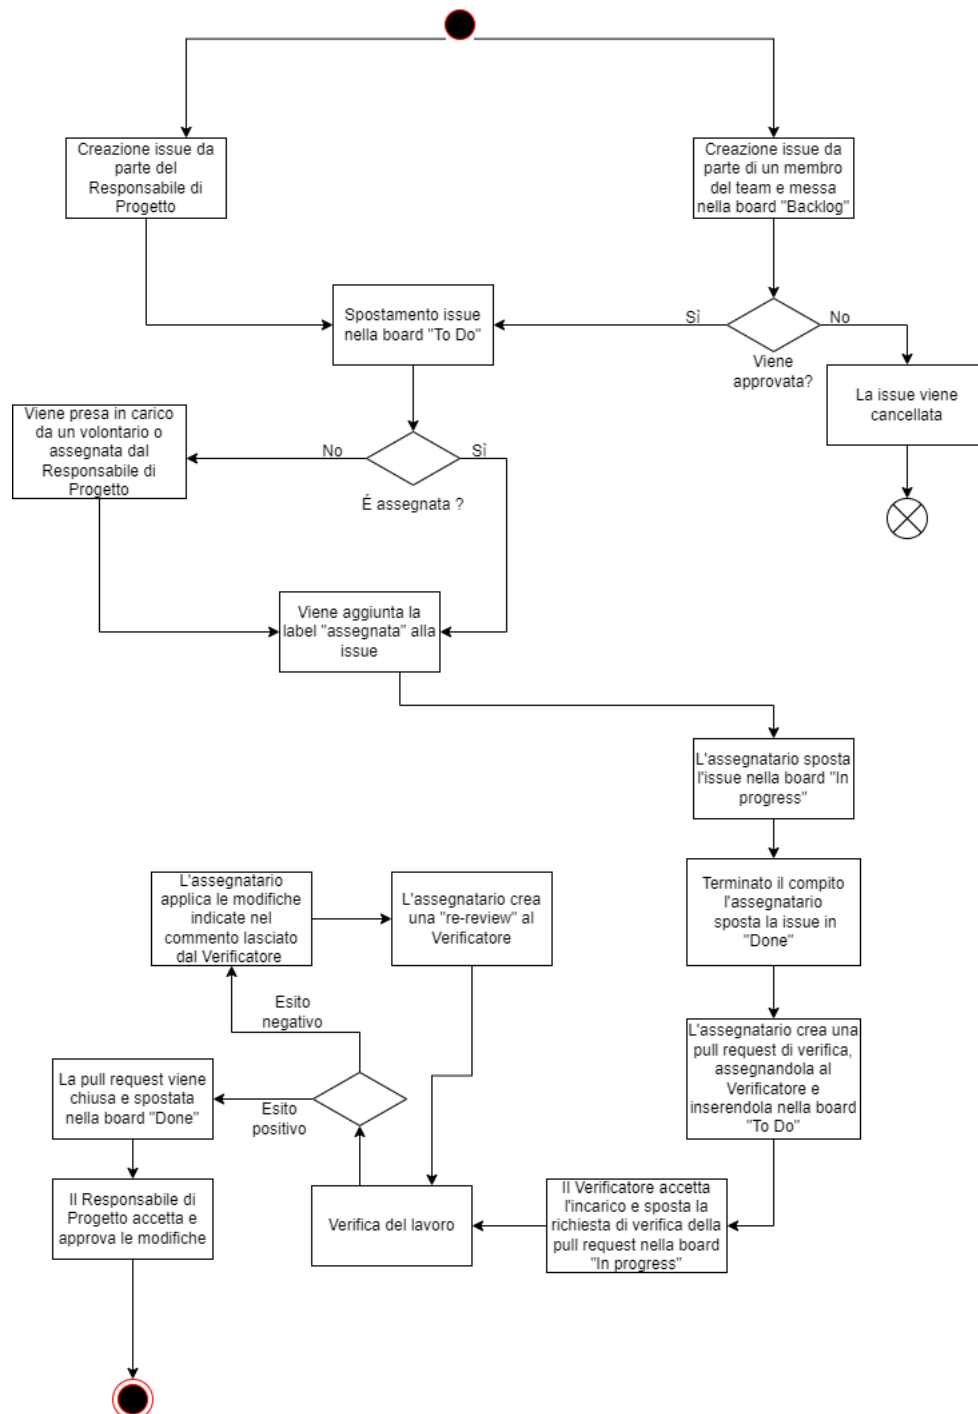 Creazione issue da
parte del
Responsabile di
Progetto
Creazione issue da
parte di un membro
del team e messa
nella board "Backlog"
Spostamento issue
nella board "To Do"
Sì
No
Viene
approvata?
La issue viene
cancellata
Viene presa in carico
da un volontario o
assegnata dal
Responsabile di
Progetto
No
Sì
É assegnata ?
Viene aggiunta la
label "assegnata" alla
issue
L'assegnatario sposta
l'issue nella board "In
progress"
Terminato il compito
l'assegnatario
sposta la issue in
"Done"
L'assegnatario crea una
pull request di verifica,
assegnandola al
Verificatore e
inserendola nella board
"To Do"
Il Verificatore accetta
l'incarico e sposta la
richiesta di verifica della
pull request nella board
"In progress"
Verifica del lavoro
Esito
negativo
L'assegnatario
applica le modifiche
indicate nel
commento lasciato
dal Verificatore
L'assegnatario crea
una "re-review" al
Verificatore
Esito
positivo
La pull request viene
chiusa e spostata
nella board "Done"
Il Responsabile di
Progetto accetta e
approva le modifiche